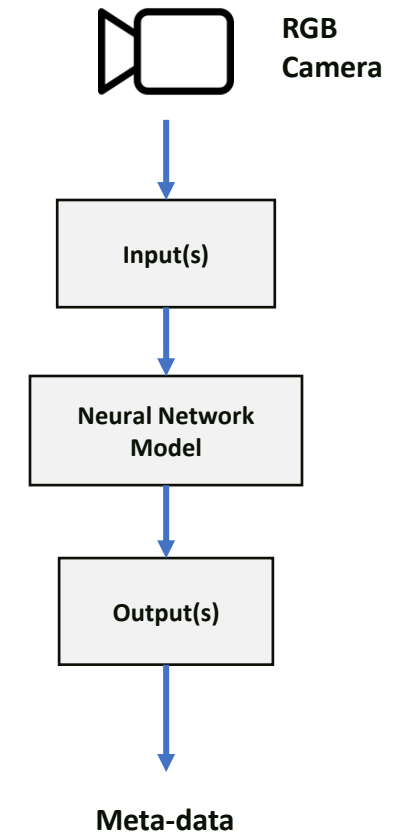 RGB
Camera
Input(s)
Neural Network
Model
Output(s)
Meta-data